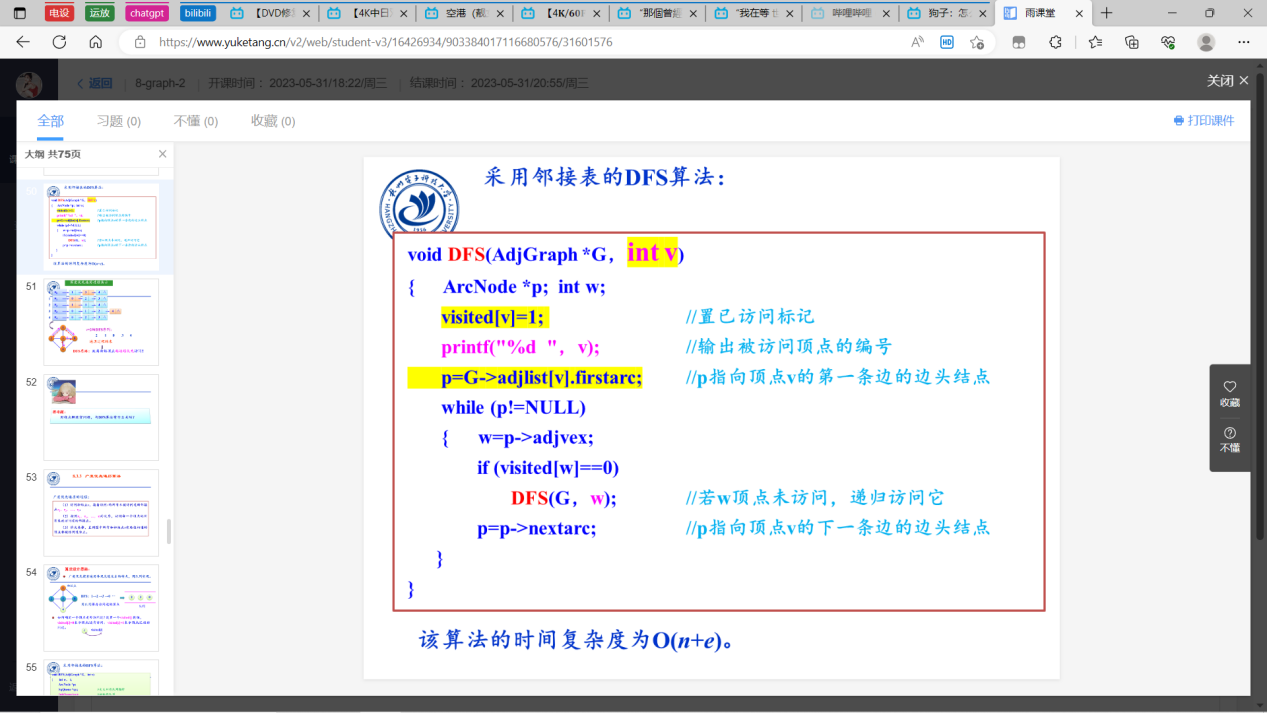 电设 运放 chatgpt bilibili 【DVD修 【4K中日 空港（靓 【4K/60F "那個曾经 "我在等 哔哩哔哩 狗子：怎 雨课堂
https://www.yuketang.cn/v2/web/student-v3/16426934/903384017116680576/31601576
返回 8-graph-2 开课时间： 2023-05-31/18:22/周三 结课时间： 2023-05-31/20:55/周三 关闭
全部 习题 (0) 不懂 (0) 收藏 (0) 打印课件
大纲 共75页
51
52
53
54
55
采用邻接表的DFS算法：
void DFS(AdjGraph *G，int v)
{ ArcNode *p; int w;
visited[v]=1; //置已访问标记
printf("%d ", v); //输出被访问顶点的编号
p=G->adjlist[v].firstarc; //p指向顶点v的第一条边的边头结点
while (p!=NULL)
{ w=p->adjvex;
if (visited[w]==0)
DFS(G，w); //若w顶点未访问，递归访问它
p=p->nextarc; //p指向顶点v的下一条边的边头结点
}
}
该算法的时间复杂度为O(n+e)。
收藏
不懂